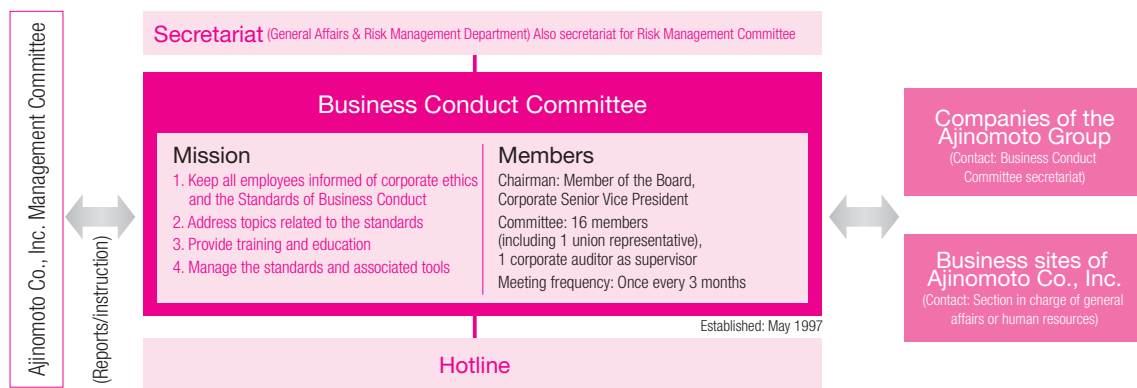 Ajinomoto Co., Inc. Management Committee
(Reports/instruction)
Secretariat (General Affairs & Risk Management Department) Also secretariat for Risk Management Committee
Business Conduct Committee
Mission
1. Keep all employees informed of corporate ethics
and the Standards of Business Conduct
2. Address topics related to the standards
3. Provide training and education
4. Manage the standards and associated tools
Members
Chairman: Member of the Board,
Corporate Senior Vice President
Committee: 16 members
(including 1 union representative),
1 corporate auditor as supervisor
Meeting frequency: Once every 3 months
Established: May 1997
Hotline
Companies of the
Ajinomoto Group
(Contact: Business Conduct
Committee secretariat)
Business sites of
Ajinomoto Co., Inc.
(Contact: Section in charge of general
affairs or human resources)